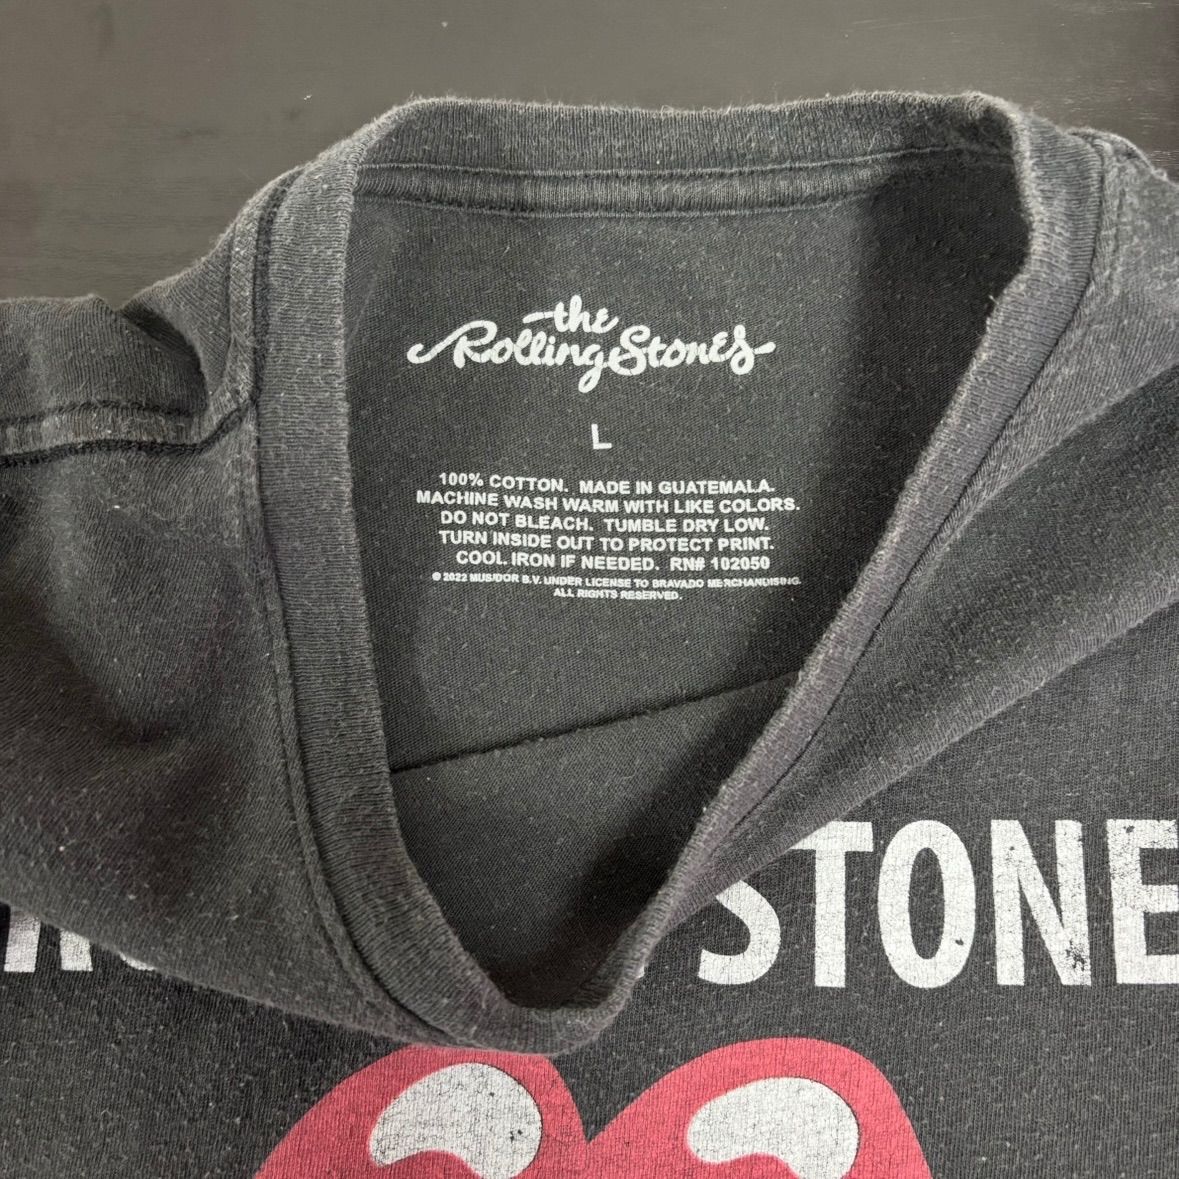 the
Rolling Stones
L
100% COTTON. MADE IN GUATEMALA.
MACHINE WASH WARM WITH LIKE COLORS.
DO NOT BLEACH. TUMBLE DRY LOW.
TURN INSIDE OUT TO PROTECT PRINT.
COOL IRON IF NEEDED. RN# 102050
© 2022 MUSIDOR B.V. UNDER LICENSE TO BRAVADO MERCHANDISING.
ALL RIGHTS RESERVED.
STONE